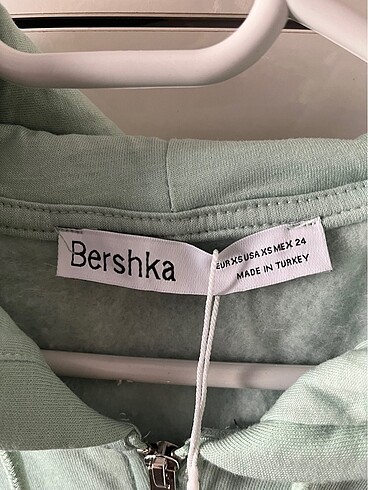 Bershka
EUR XS USA XS MEX 24
MADE IN TURKEY